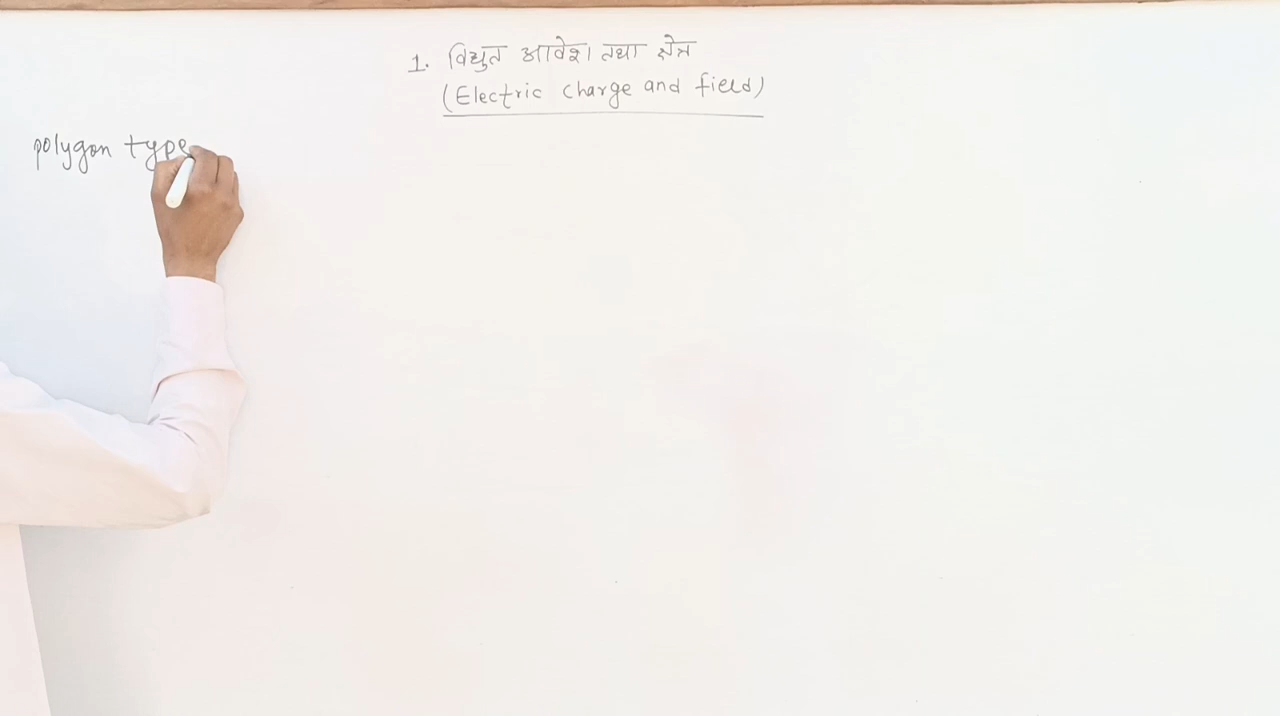 1. विद्युत आवेश तथा क्षेत्र
(Electric charge and field)
polygon type